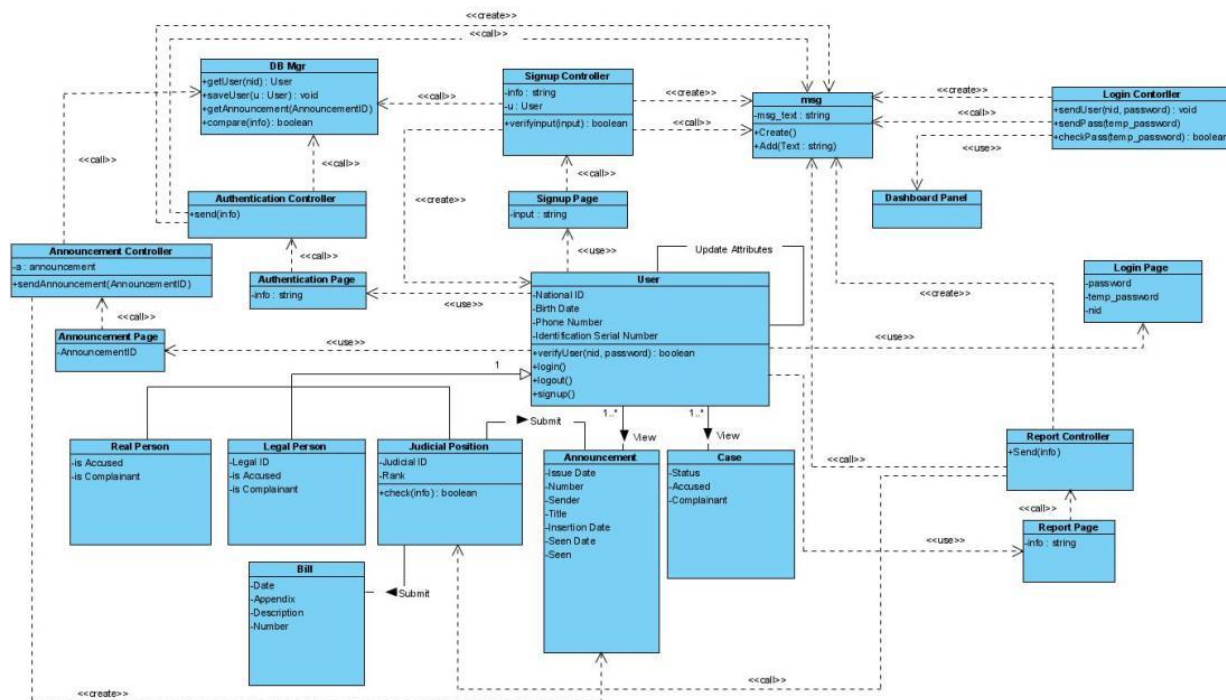 <<create>>
<<call>>
DB Mgr
+getUser(nid) : User
+saveUser(u : User) : void
+getAnnouncement(AnnouncementID)
+compare(info) : boolean
<<call>>
Signup Controller
-info : string
-u : User
+verifyinput(input) : boolean
<<create>>
<<call>>
msg
-msg_text : string
+Create()
+Add(Text : string)
<<create>>
<<call>>
<<use>>
Login Contorller
+sendUser(nid, password) : void
+sendPass(temp_password)
+checkPass(temp_password) : boolean
<<call>>
<<call>>
<<call>>
Authentication Controller
+send(info)
<<create>>
Signup Page
-input : string
Dashboard Panel
Announcement Controller
-a : announcement
+sendAnnouncement(AnnouncementID)
<<call>>
<<use>>
Update Attributes
Authentication Page
-info : string
<<use>>
User
-National ID
-Birth Date
-Phone Number
-Identification Serial Number
+verifyUser(nid, password) : boolean
+login()
+logout()
+signup()
<<create>>
Login Page
-password
-temp_password
-nid
<<call>>
Announcement Page
-AnnouncementID
<<use>>
<<use>>
1
1..*
1..*
Submit
View
View
Real Person
-is Accused
-is Complainant
Legal Person
-Legal ID
-is Accused
-is Complainant
Judicial Position
-Judicial ID
-Rank
+check(info) : boolean
Announcement
-Issue Date
-Number
-Sender
-Title
-Insertion Date
-Seen Date
-Seen
Case
-Status
-Accused
-Complainant
Report Controller
+Send(info)
<<call>>
<<call>>
Report Page
-info : string
<<use>>
Bill
-Date
-Appendix
-Description
-Number
Submit
<<call>>
<<create>>